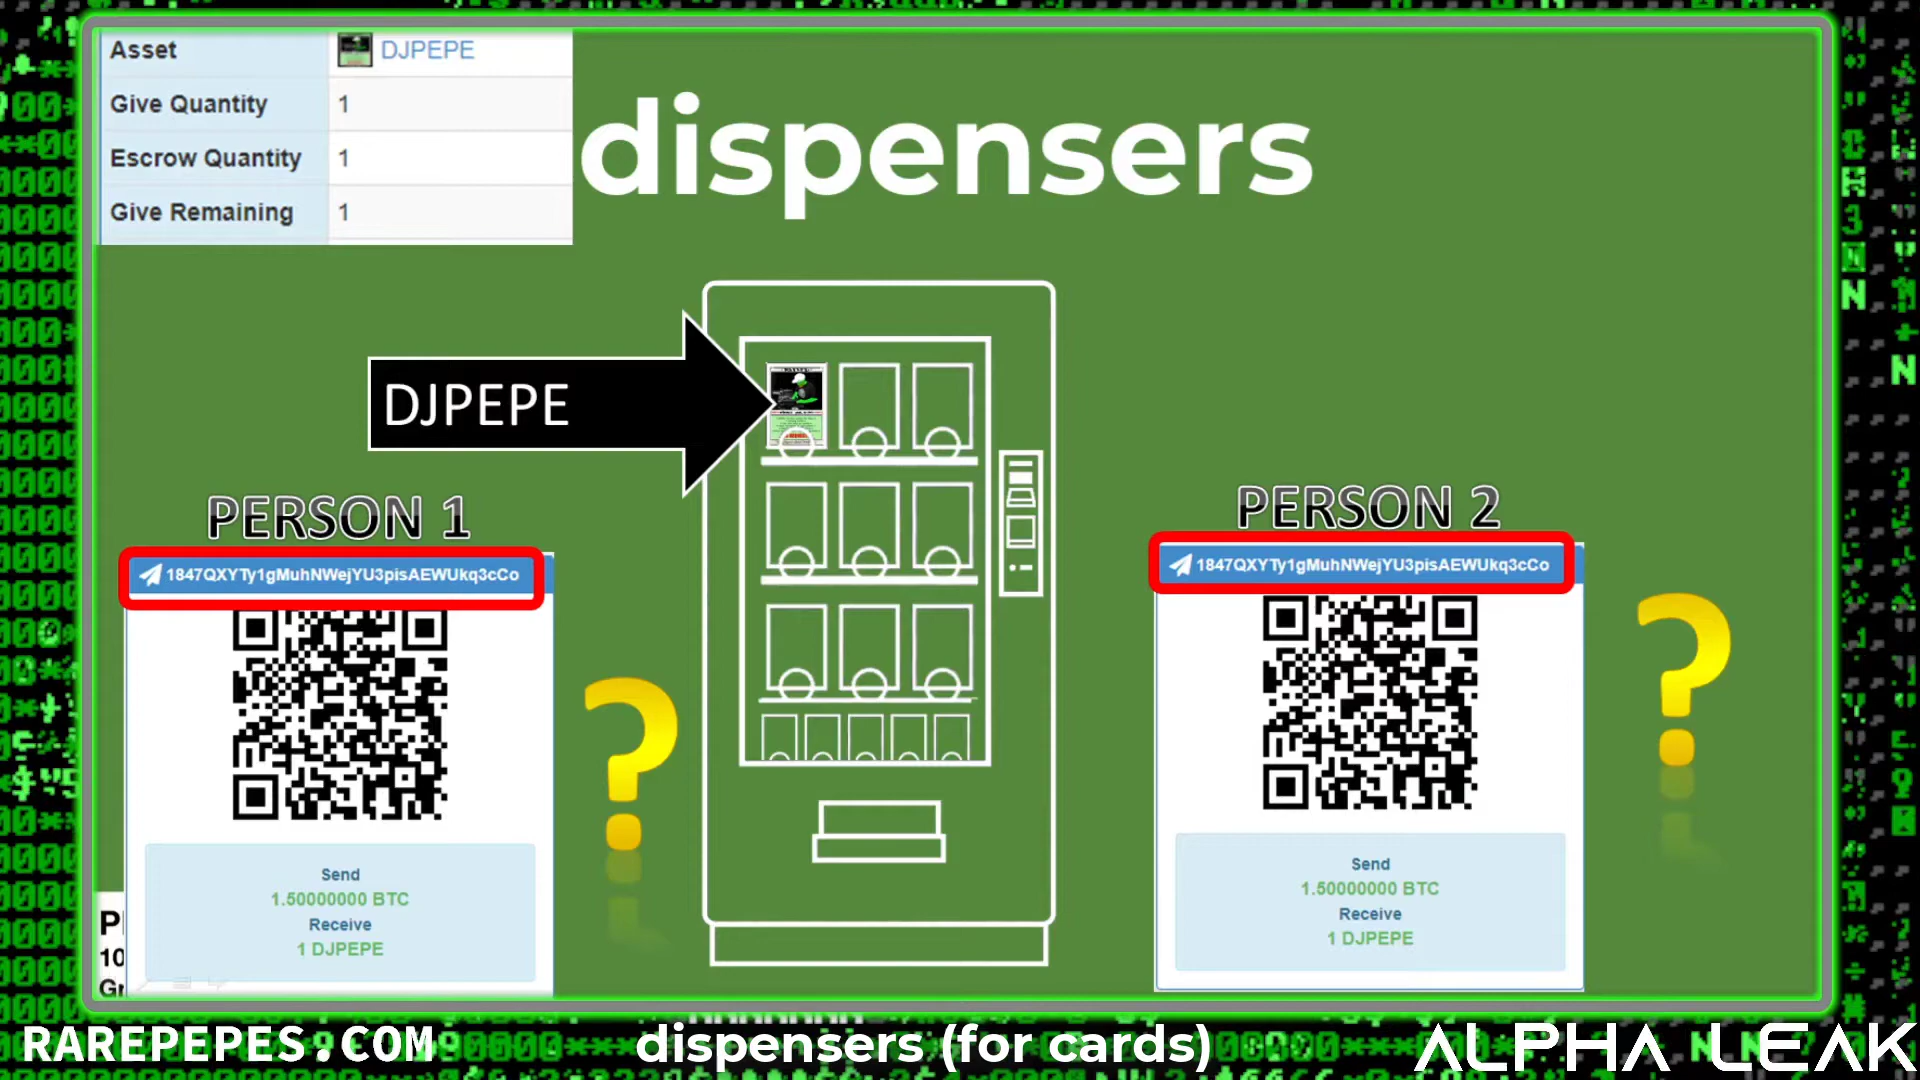 Asset DJPEPE
Give Quantity 1
Escrow Quantity 1
Give Remaining 1
dispensers
DJPEPE
PERSON 1
1847QXYTy1gMuhNWejYU3pisAEWUkq3cCo
Send
1.50000000 BTC
Receive
1 DJPEPE
PERSON 2
1847QXYTy1gMuhNWejYU3pisAEWUkq3cCo
Send
1.50000000 BTC
Receive
1 DJPEPE
?
?
RAREPEPES.COM
dispensers (for cards)
ALPHA LEAK